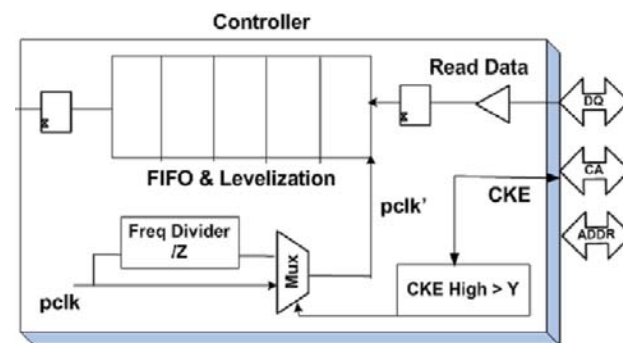 Controller
Read Data
DQ
FIFO & Levelization
CA
pclk’
CKE
Freq Divider
/Z
ADDR
Mux
pclk
CKE High > Y